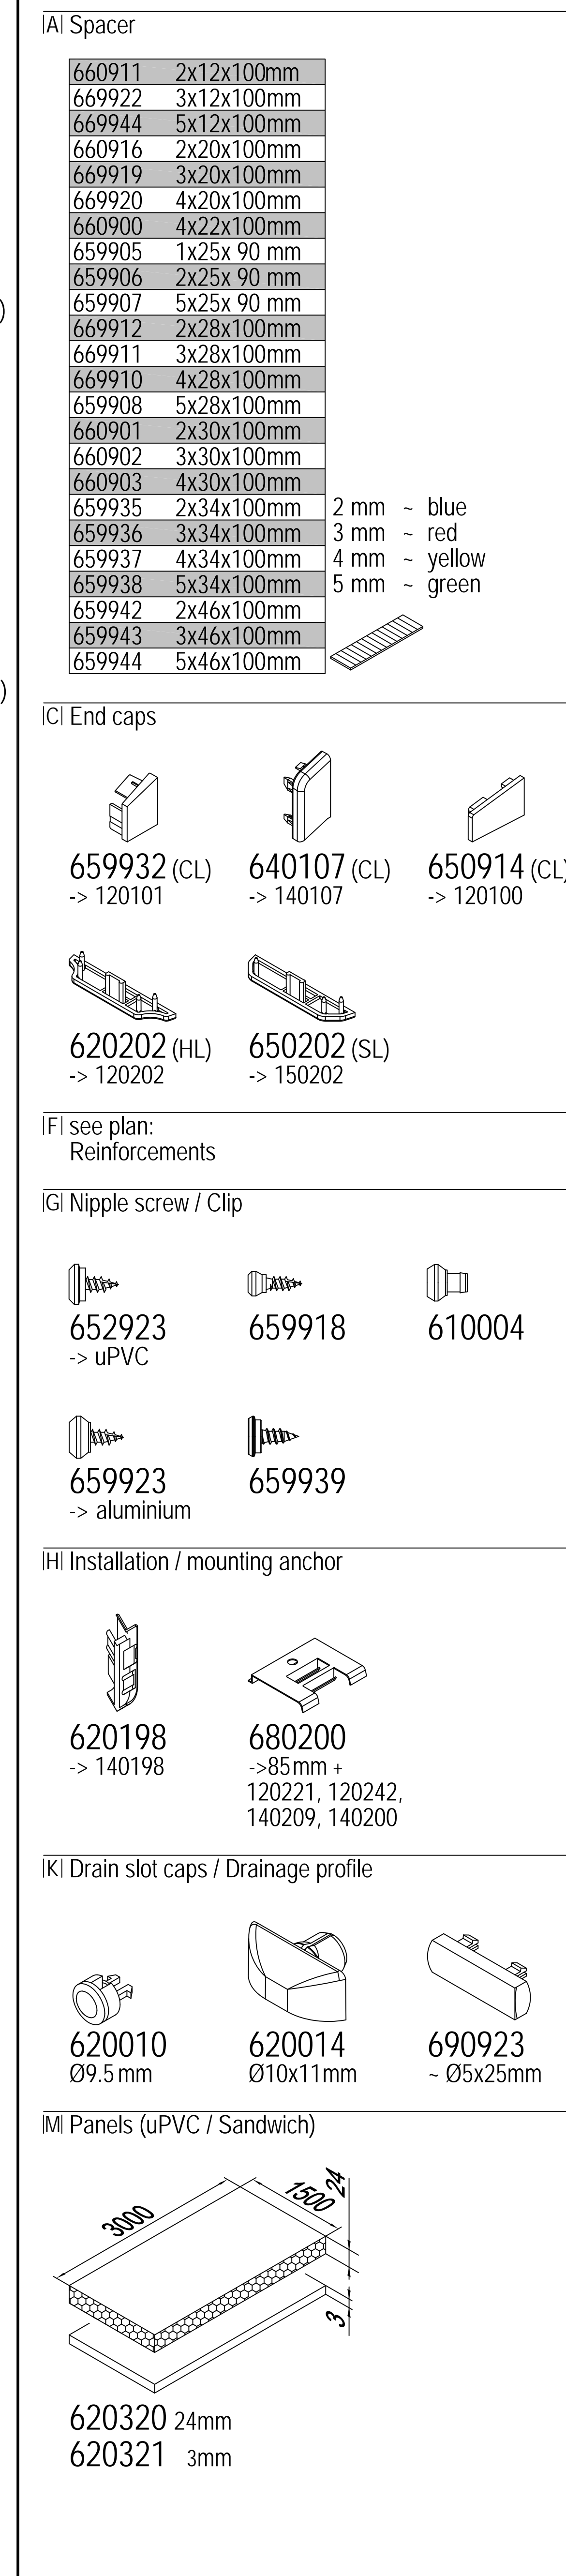 |A| Spacer
660911 2x12x100mm
669922 3x12x100mm
669944 5x12x100mm
660916 2x20x100mm
669919 3x20x100mm
669920 4x20x100mm
660900 4x22x100mm
659905 1x25x 90 mm
659906 2x25x 90 mm
659907 5x25x 90 mm
669912 2x28x100mm
669911 3x28x100mm
669910 4x28x100mm
659908 5x28x100mm
660901 2x30x100mm
660902 3x30x100mm
660903 4x30x100mm
659935 2x34x100mm 2 mm ~ blue
659936 3x34x100mm 3 mm ~ red
659937 4x34x100mm 4 mm ~ yellow
659938 5x34x100mm 5 mm ~ green
659942 2x46x100mm
659943 3x46x100mm
659944 5x46x100mm
)
)
|C| End caps
659932 (CL) 640107 (CL) 650914 (CL)
-> 120101 -> 140107 -> 120100
620202 (HL) 650202 (SL)
-> 120202 -> 150202
|F| see plan:
Reinforcements
|G| Nipple screw / Clip
652923 659918 610004
-> uPVC
659923 659939
-> aluminium
|H| Installation / mounting anchor
620198 680200
-> 140198 ->85mm +
120221, 120242,
140209, 140200
|K| Drain slot caps / Drainage profile
620010 620014 690923
Ø9.5mm Ø10x11mm ~ Ø5x25mm
|M| Panels (uPVC / Sandwich)
3000 1500 24
3
620320 24mm
620321 3mm